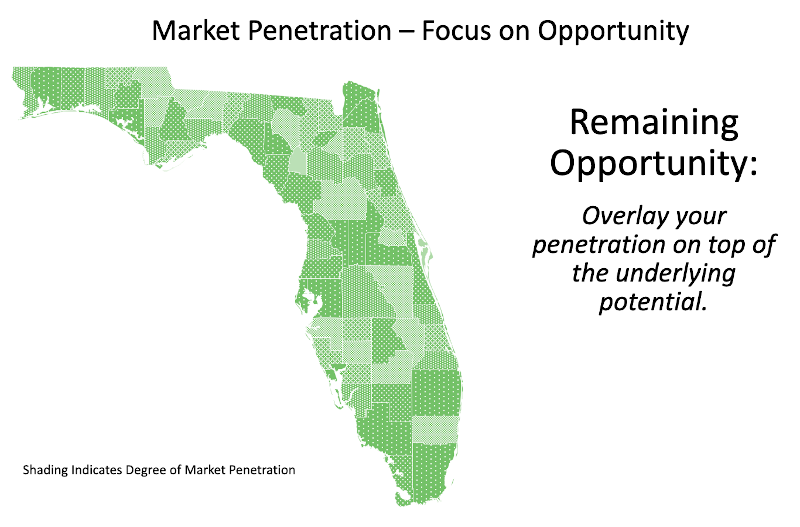 Market Penetration – Focus on Opportunity
Remaining
Opportunity:
Overlay your
penetration on top of
the underlying
potential.
Shading Indicates Degree of Market Penetration